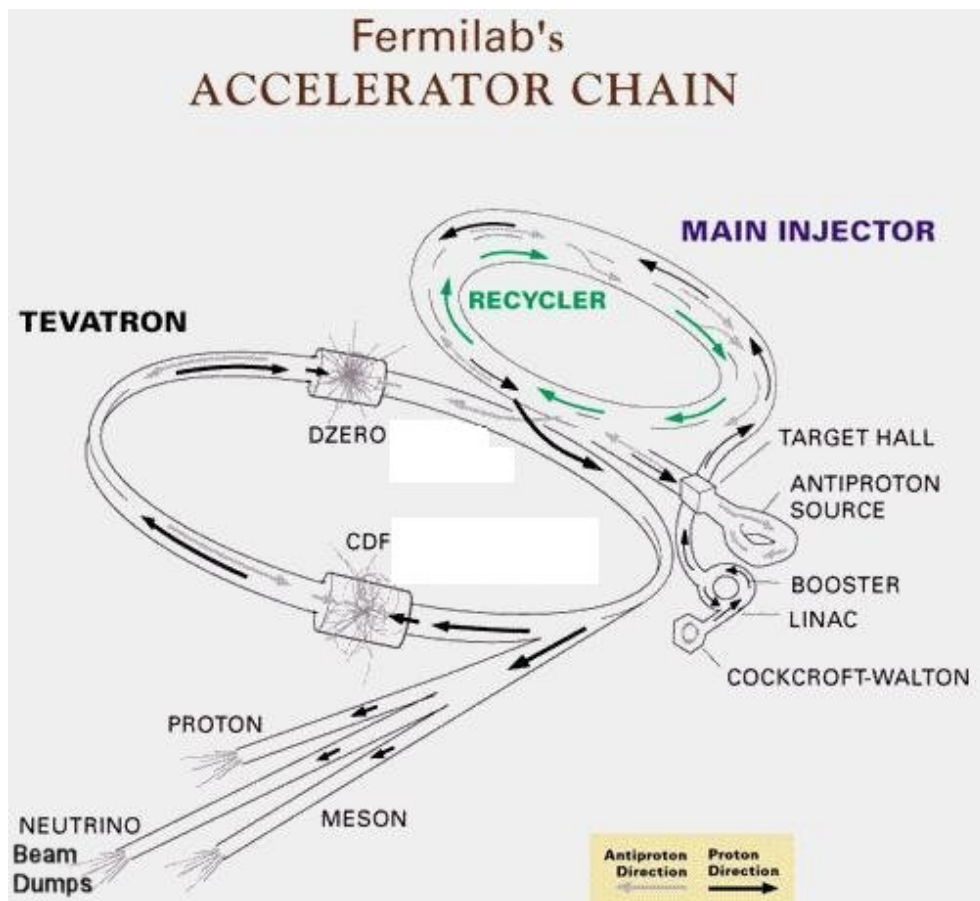 Fermilab's
ACCELERATOR CHAIN
MAIN INJECTOR
RECYCLER
TEVATRON
DZERO
TARGET HALL
ANTIPROTON
SOURCE
CDF
BOOSTER
LINAC
COCKCROFT-WALTON
PROTON
NEUTRINO
MESON
Beam
Dumps
Antiproton
Direction
Proton
Direction